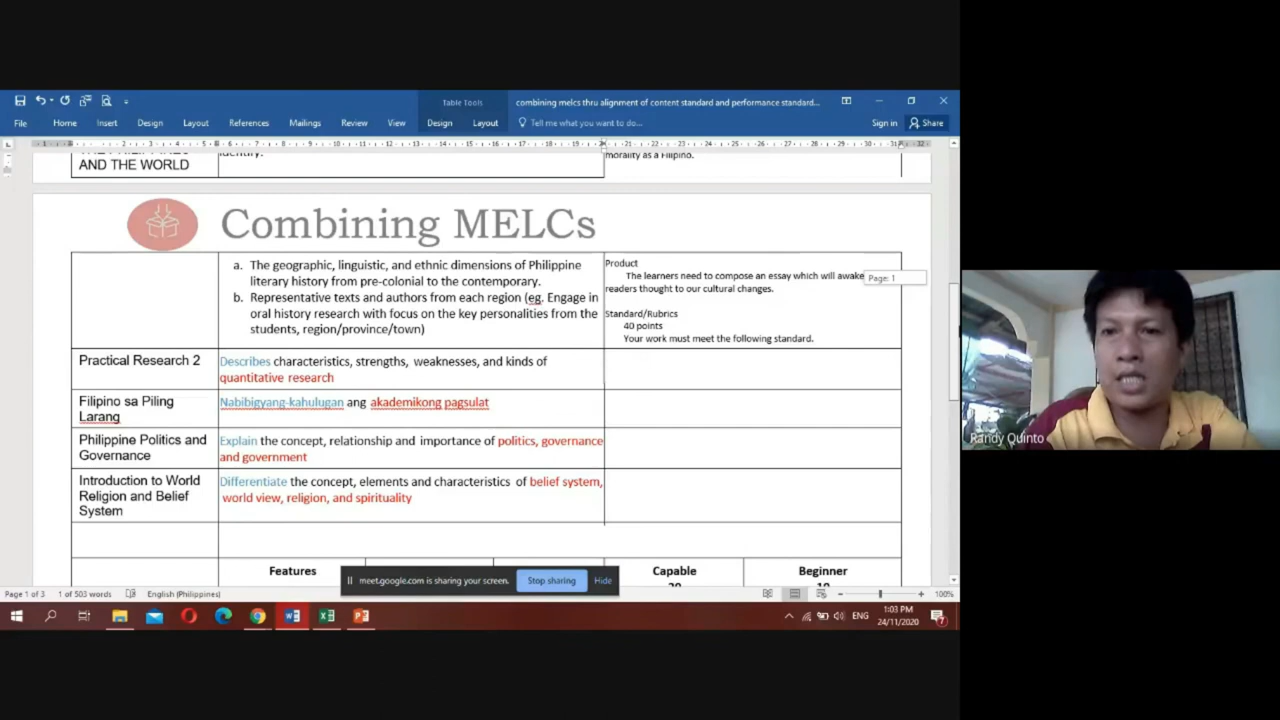 Table Tools
combining melcs thru alignment of content standard and performance standard...
File Home Insert Design Layout References Mailings Review View Design Layout Tell me what you want to do... Sign in Share
AND THE WORLD
identity.
morality as a Filipino.
Combining MELCs
a. The geographic, linguistic, and ethnic dimensions of Philippine
literary history from pre-colonial to the contemporary.
b. Representative texts and authors from each region (eg. Engage in
oral history research with focus on the key personalities from the
students, region/province/town)
Product
The learners need to compose an essay which will awake
readers thought to our cultural changes.
Page: 1
Standard/Rubrics
40 points
Your work must meet the following standard.
Practical Research 2
Describes characteristics, strengths, weaknesses, and kinds of
quantitative research
Filipino sa Piling
Larang
Nabibigyang-kahulugan ang akademikong pagsulat
Philippine Politics and
Governance
Explain the concept, relationship and importance of politics, governance
and government
Introduction to World
Religion and Belief
System
Differentiate the concept, elements and characteristics of belief system,
world view, religion, and spirituality
Features
Capable
Beginner
meet.google.com is sharing your screen. Stop sharing Hide
Page 1 of 3 1 of 503 words English (Philippines) 100%
ENG
1:03 PM
24/11/2020
7
Randy Quinto